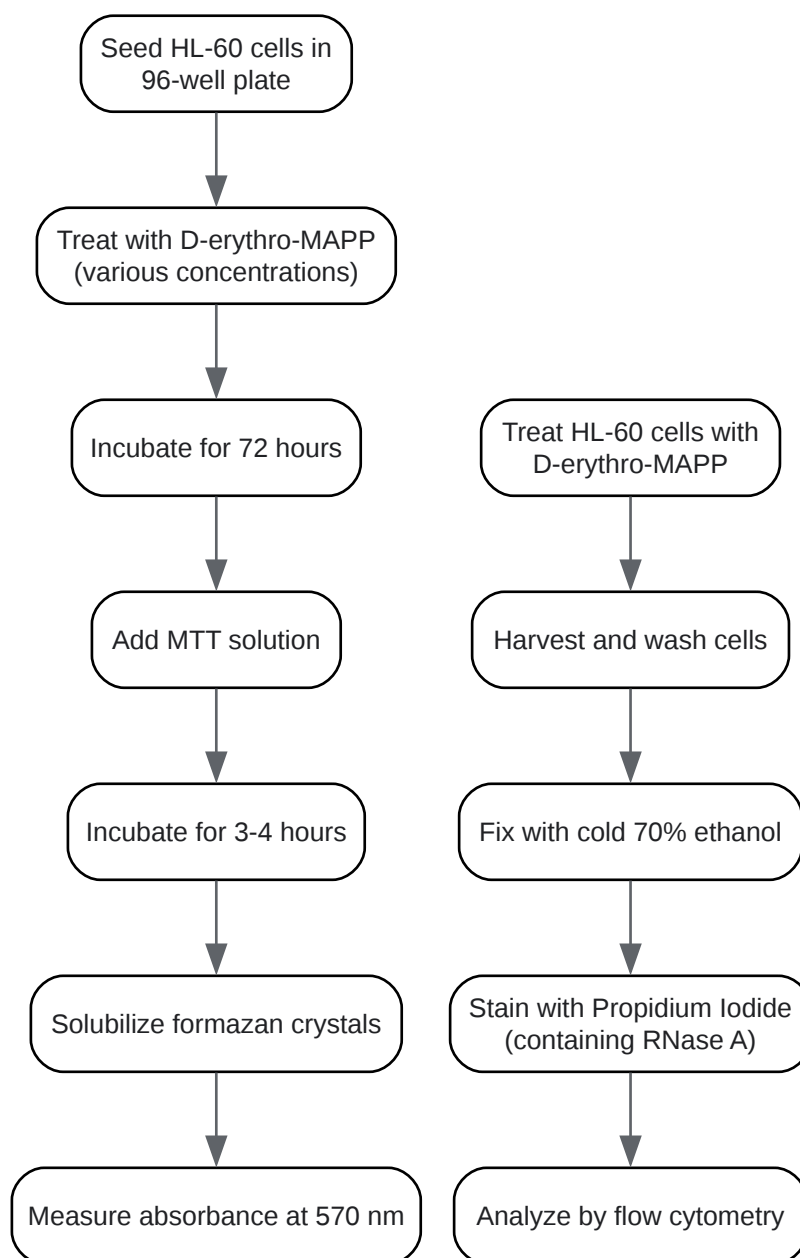 Seed HL-60 cells in
96-well plate
Treat with D-erythro-MAPP
(various concentrations)
Incubate for 72 hours
Add MTT solution
Incubate for 3-4 hours
Solubilize formazan crystals
Measure absorbance at 570 nm
Treat HL-60 cells with
D-erythro-MAPP
Harvest and wash cells
Fix with cold 70% ethanol
Stain with Propidium Iodide
(containing RNase A)
Analyze by flow cytometry